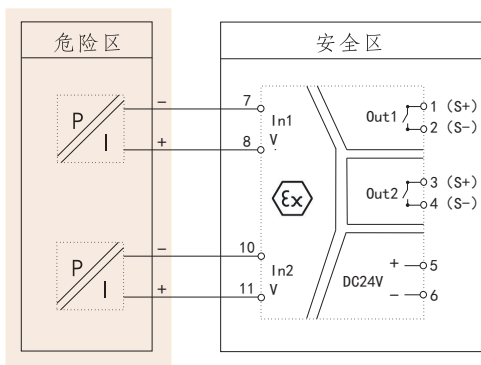 危险区
安全区
P
I
-
+
7
8
In1
V
Out1
1 (S+)
2 (S-)
Ex
Out2
3 (S+)
4 (S-)
P
I
-
+
10
11
In2
V
DC24V
+
-
5
6